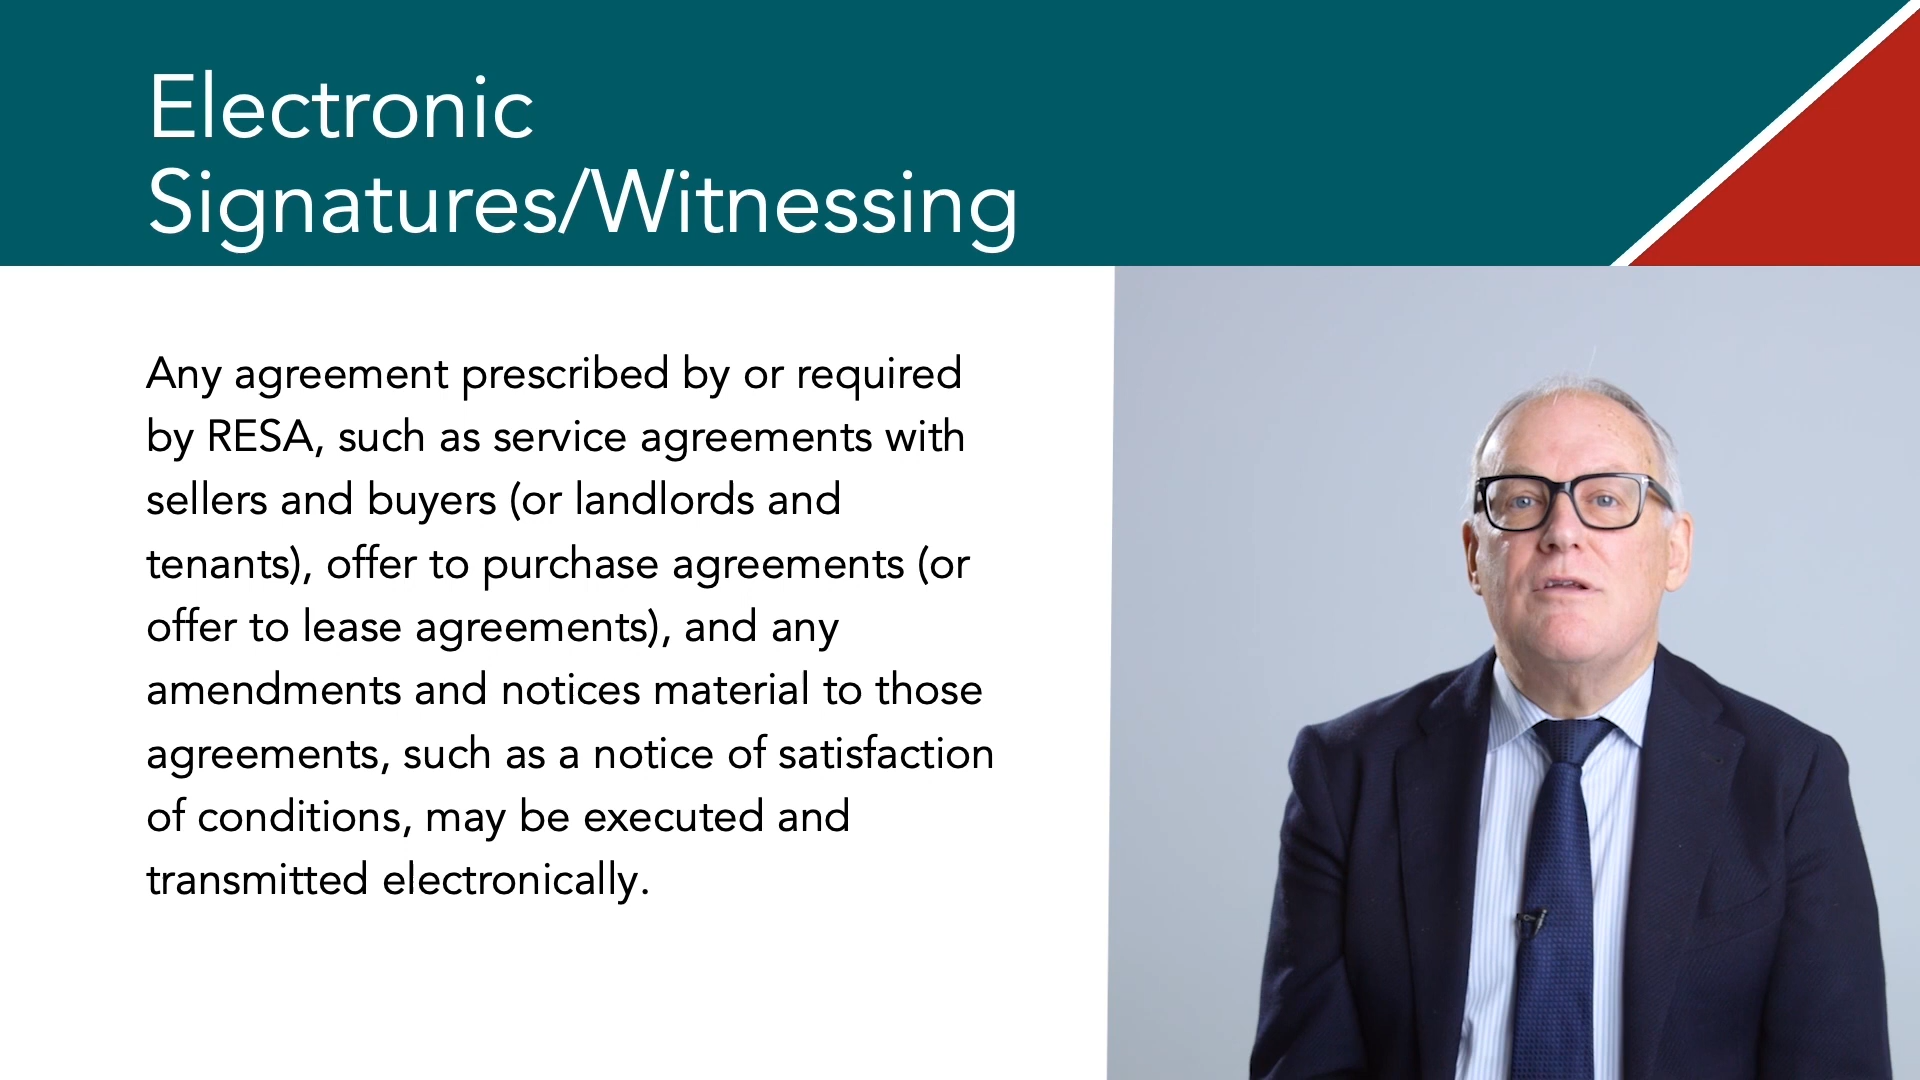 Electronic
Signatures/Witnessing
Any agreement prescribed by or required
by RESA, such as service agreements with
sellers and buyers (or landlords and
tenants), offer to purchase agreements (or
offer to lease agreements), and any
amendments and notices material to those
agreements, such as a notice of satisfaction
of conditions, may be executed and
transmitted electronically.